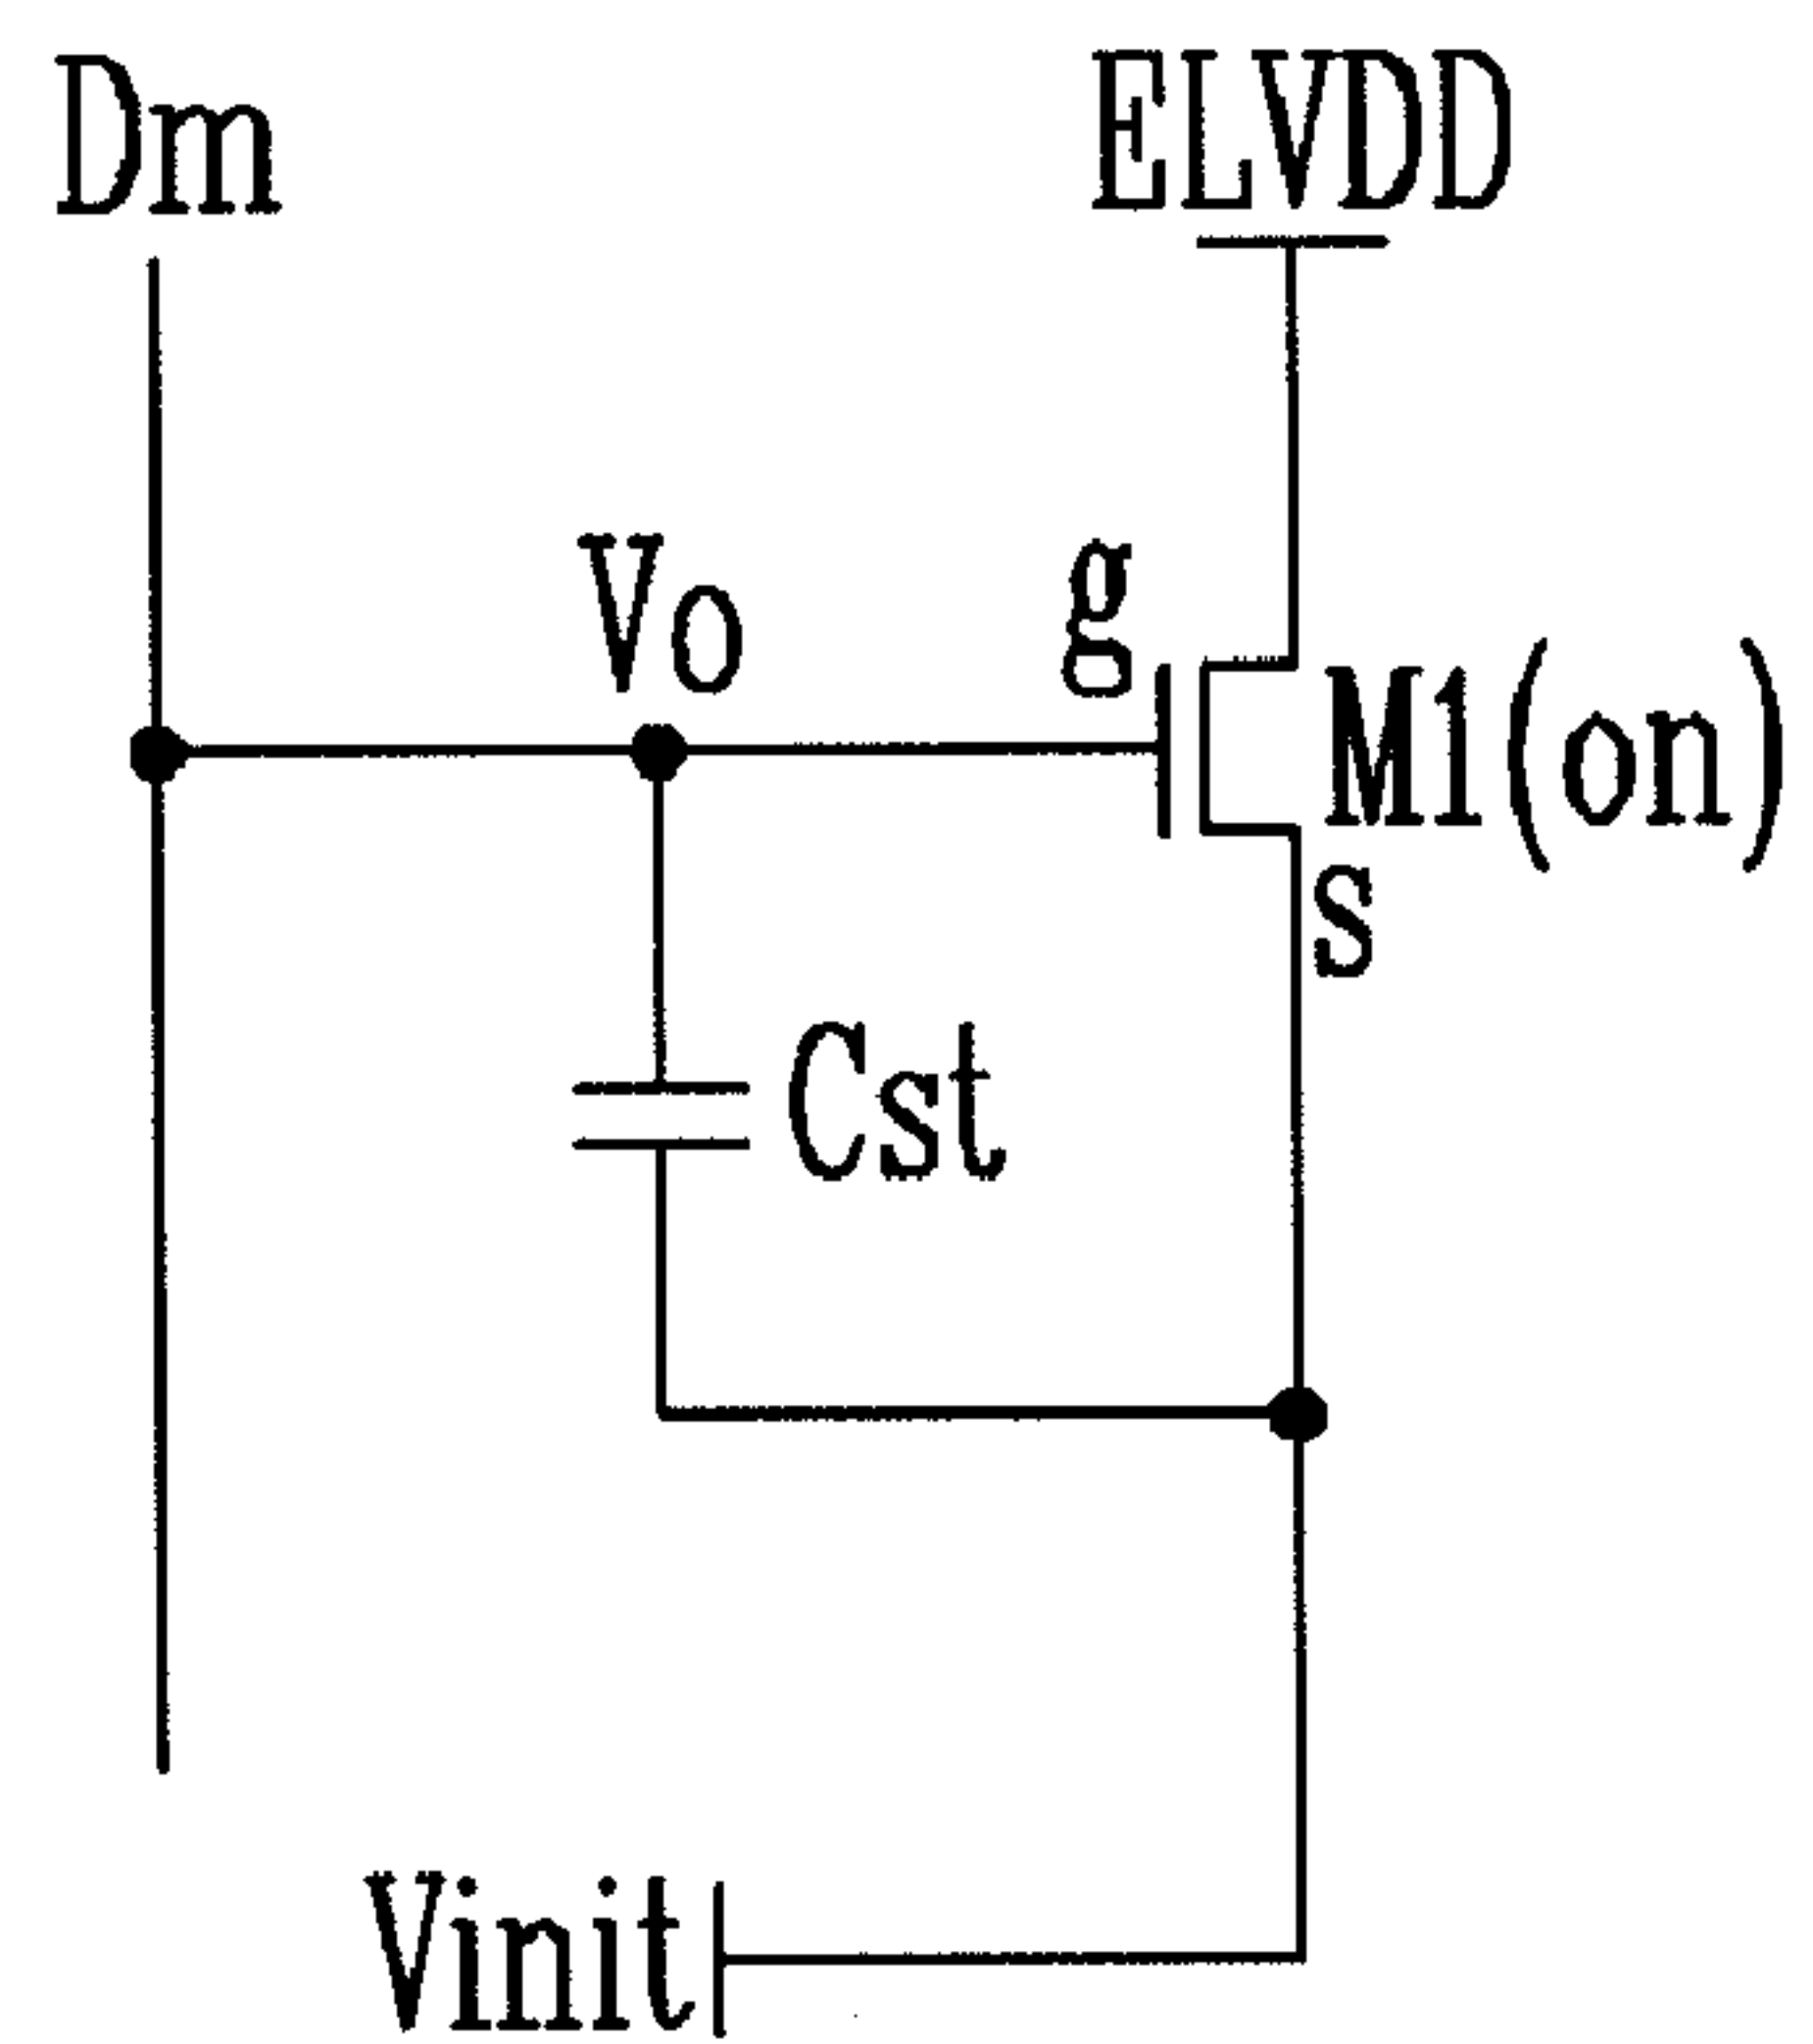 Dm
ELVDD
Vo
g
M1(on)
s
Cst
Vinit